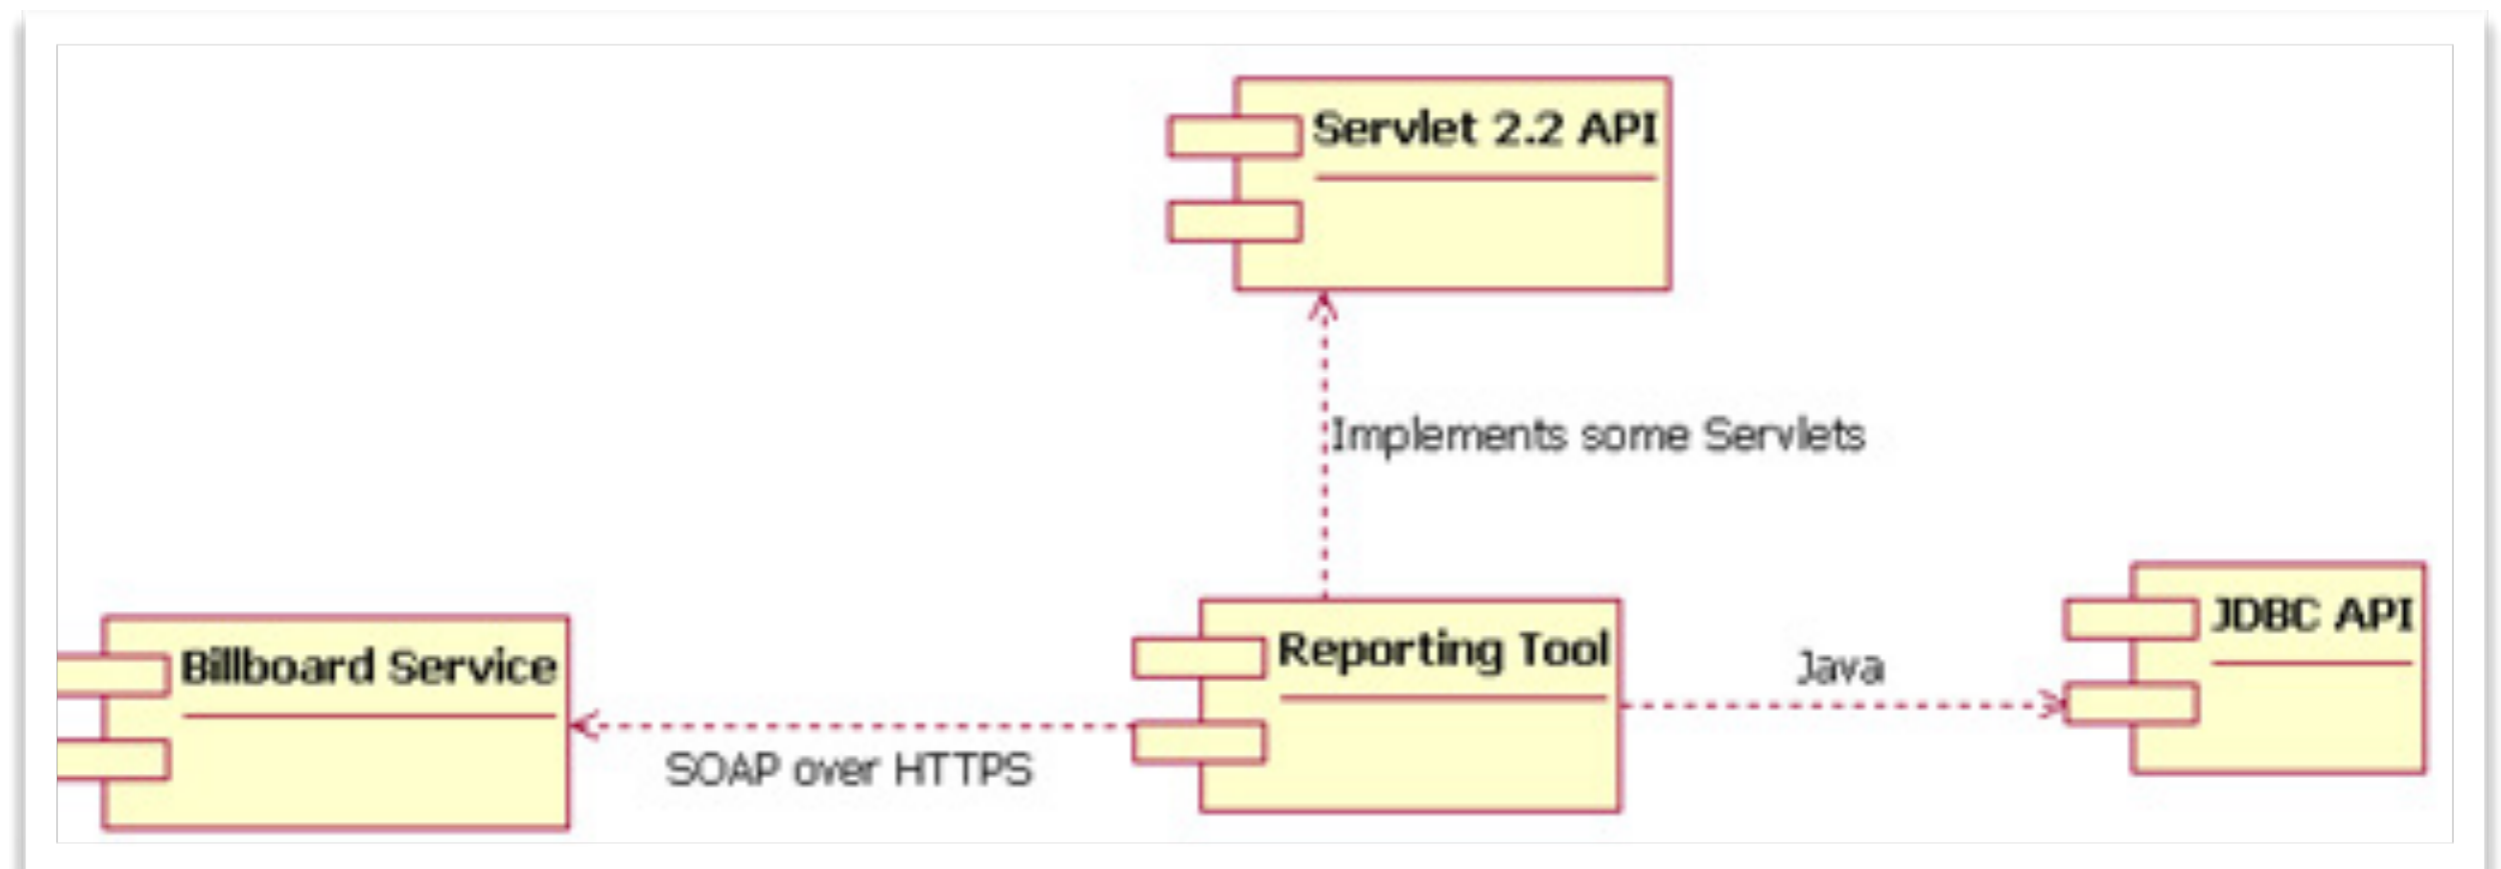 Servlet 2.2 API
Implements some Servlets
Billboard Service
Reporting Tool
JDBC API
Java
SOAP over HTTPS